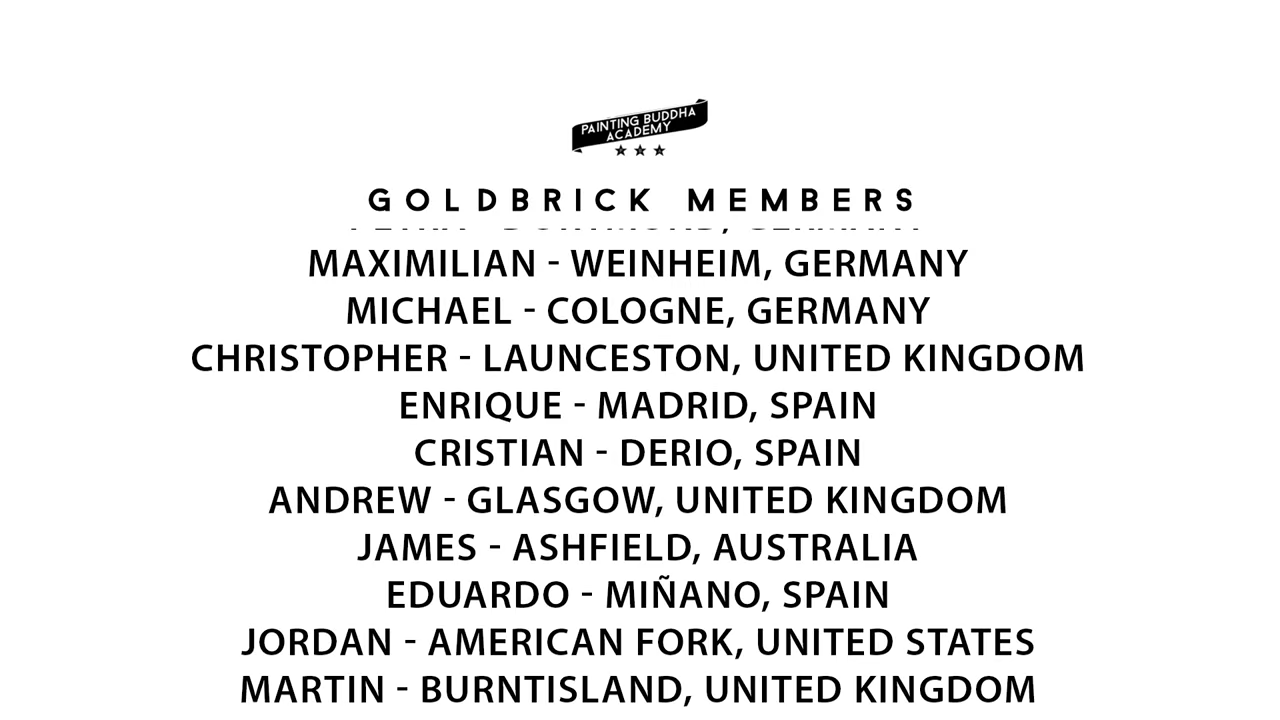 PAINTING BUDDHA
ACADEMY
GOLDBRICK MEMBERS
MAXIMILIAN - WEINHEIM, GERMANY
MICHAEL - COLOGNE, GERMANY
CHRISTOPHER - LAUNCESTON, UNITED KINGDOM
ENRIQUE - MADRID, SPAIN
CRISTIAN - DERIO, SPAIN
ANDREW - GLASGOW, UNITED KINGDOM
JAMES - ASHFIELD, AUSTRALIA
EDUARDO - MIÑANO, SPAIN
JORDAN - AMERICAN FORK, UNITED STATES
MARTIN - BURNTISLAND, UNITED KINGDOM